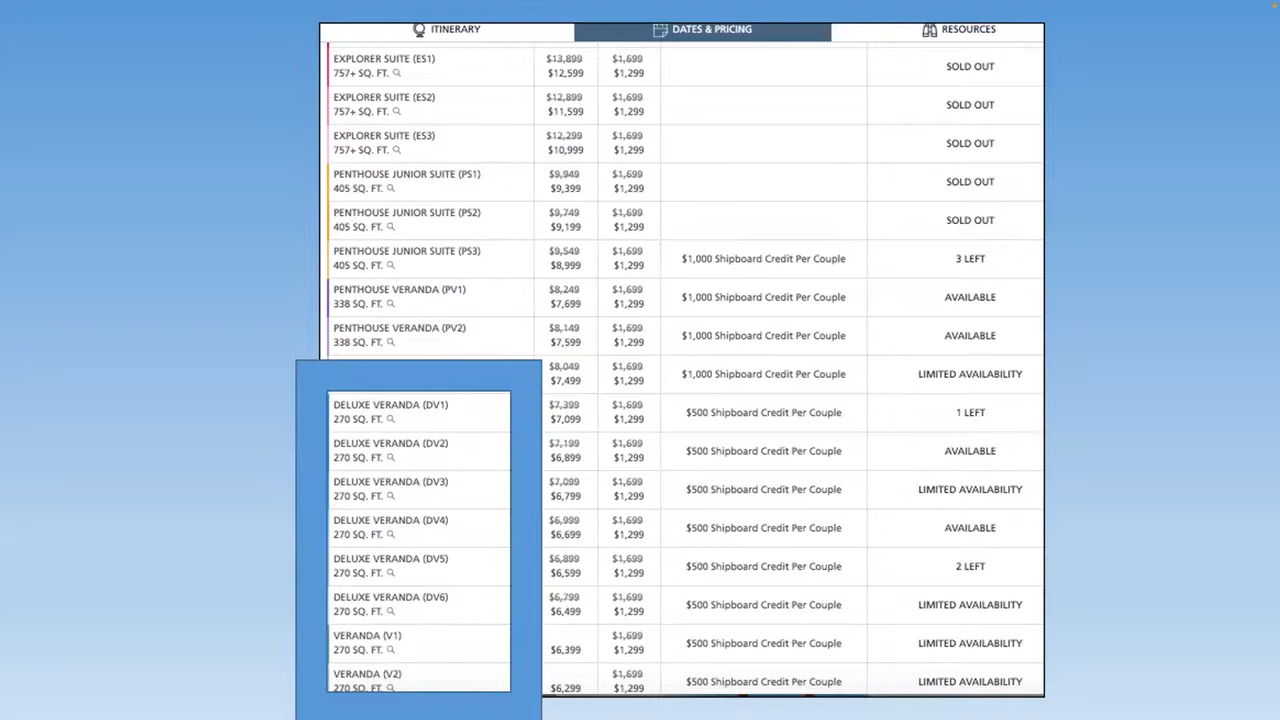 ITINERARY DATES & PRICING RESOURCES
EXPLORER SUITE (ES1) $13,899 $1,699
757+ SQ. FT. $12,599 $1,299 SOLD OUT
EXPLORER SUITE (ES2) $12,899 $1,699
757+ SQ. FT. $11,599 $1,299 SOLD OUT
EXPLORER SUITE (ES3) $12,299 $1,699
757+ SQ. FT. $10,999 $1,299 SOLD OUT
PENTHOUSE JUNIOR SUITE (PS1) $9,949 $1,699
405 SQ. FT. $9,399 $1,299 SOLD OUT
PENTHOUSE JUNIOR SUITE (PS2) $9,749 $1,699
405 SQ. FT. $9,199 $1,299 SOLD OUT
PENTHOUSE JUNIOR SUITE (PS3) $9,549 $1,699
405 SQ. FT. $8,999 $1,299 $1,000 Shipboard Credit Per Couple 3 LEFT
PENTHOUSE VERANDA (PV1) $8,249 $1,699
338 SQ. FT. $7,699 $1,299 $1,000 Shipboard Credit Per Couple AVAILABLE
PENTHOUSE VERANDA (PV2) $8,149 $1,699
338 SQ. FT. $7,599 $1,299 $1,000 Shipboard Credit Per Couple AVAILABLE
$8,049 $1,699
$7,499 $1,299 $1,000 Shipboard Credit Per Couple LIMITED AVAILABILITY
DELUXE VERANDA (DV1) $7,399 $1,699
270 SQ. FT. $7,099 $1,299 $500 Shipboard Credit Per Couple 1 LEFT
DELUXE VERANDA (DV2) $7,199 $1,699
270 SQ. FT. $6,899 $1,299 $500 Shipboard Credit Per Couple AVAILABLE
DELUXE VERANDA (DV3) $7,099 $1,699
270 SQ. FT. $6,799 $1,299 $500 Shipboard Credit Per Couple LIMITED AVAILABILITY
DELUXE VERANDA (DV4) $6,999 $1,699
270 SQ. FT. $6,699 $1,299 $500 Shipboard Credit Per Couple AVAILABLE
DELUXE VERANDA (DV5) $6,899 $1,699
270 SQ. FT. $6,599 $1,299 $500 Shipboard Credit Per Couple 2 LEFT
DELUXE VERANDA (DV6) $6,799 $1,699
270 SQ. FT. $6,499 $1,299 $500 Shipboard Credit Per Couple LIMITED AVAILABILITY
VERANDA (V1) $1,699
270 SQ. FT. $6,399 $1,299 $500 Shipboard Credit Per Couple LIMITED AVAILABILITY
VERANDA (V2) $1,699
270 SQ. FT. $6,299 $1,299 $500 Shipboard Credit Per Couple LIMITED AVAILABILITY